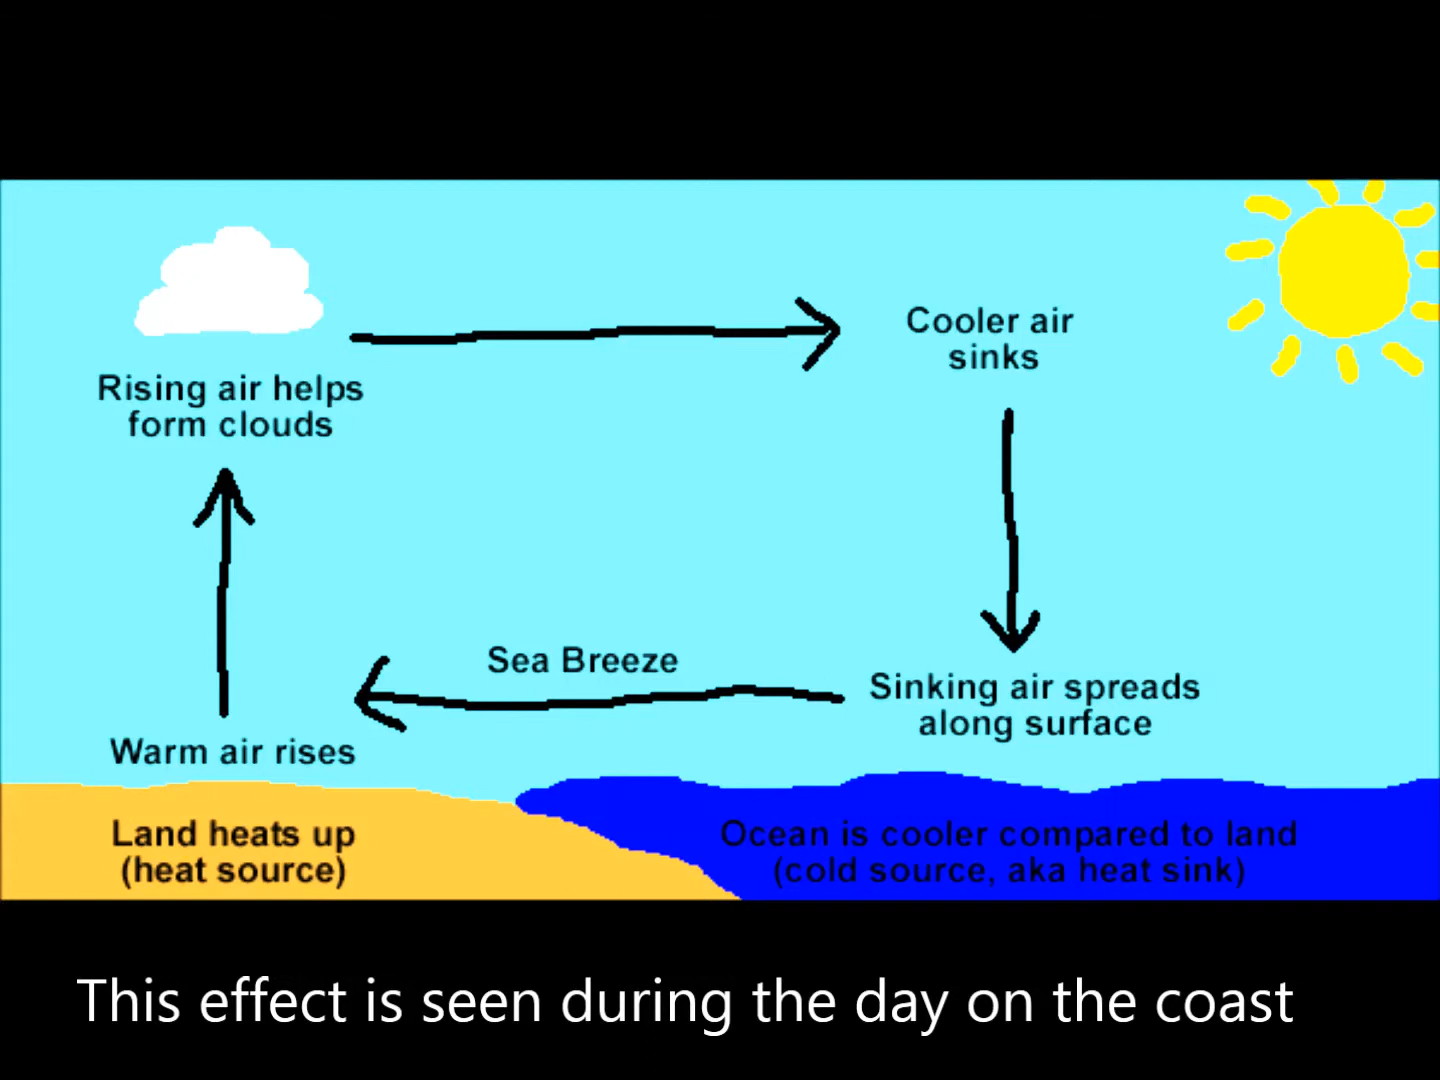 Rising air helps
form clouds
Cooler air
sinks
Sea Breeze
Sinking air spreads
along surface
Warm air rises
Land heats up
(heat source)
Ocean is cooler compared to land
(cold source, aka heat sink)
This effect is seen during the day on the coast